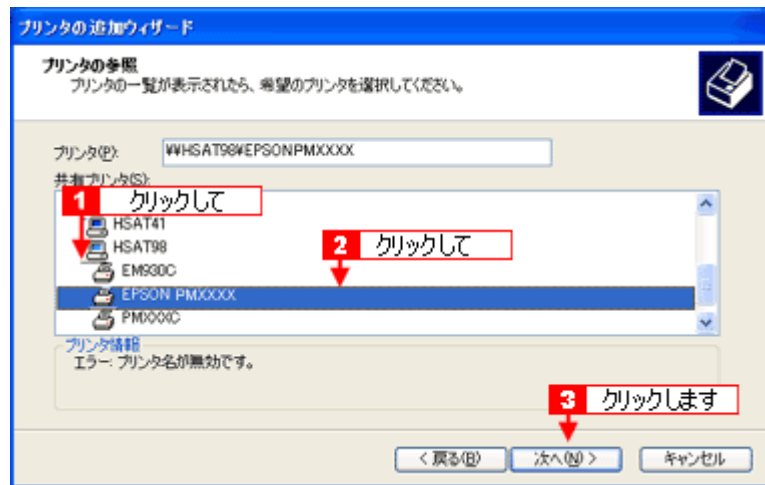 プリンタの追加ウィザード
プリンタの参照
プリンタの一覧が表示されたら、希望のプリンタを選択してください。
プリンタ(P):
¥¥HSAT98¥EPSONPMXXXX
共有プリンタ(S):
1 クリックして
HSAT41
HSAT98
2 クリックして
EM930C
EPSON PMXXXX
PMXXXC
プリンタ情報
エラー: プリンタ名が無効です。
3 クリックします
< 戻る(B)
次へ(N) >
キャンセル